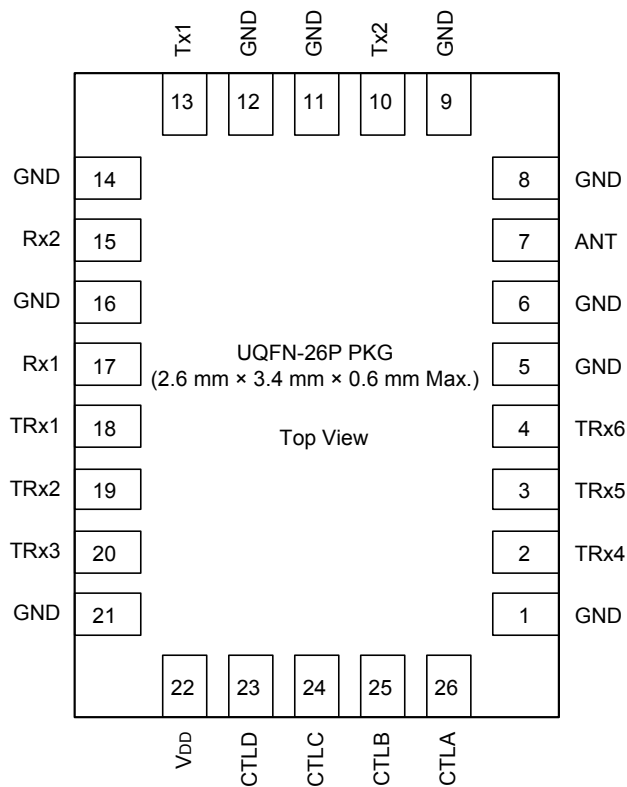 Tx1
GND
GND
Tx2
GND
13
12
11
10
9
GND
14
8
GND
Rx2
15
7
ANT
GND
16
6
GND
Rx1
17
UQFN-26P PKG
(2.6 mm × 3.4 mm × 0.6 mm Max.)
5
GND
TRx1
18
Top View
4
TRx6
TRx2
19
3
TRx5
TRx3
20
2
TRx4
GND
21
1
GND
22
23
24
25
26
VDD
CTLD
CTLC
CTLB
CTLA